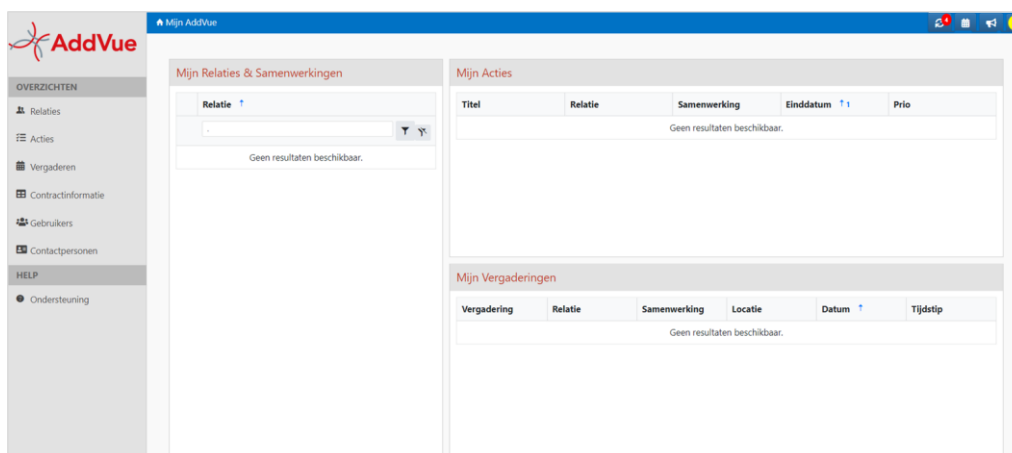 AddVue
Mijn AddVue
4
OVERZICHTEN
Relaties
Acties
Vergaderen
Contractinformatie
Gebruikers
Contactpersonen
HELP
Ondersteuning
Mijn Relaties & Samenwerkingen
Relatie ↑
.
Geen resultaten beschikbaar.
Mijn Acties
Titel Relatie Samenwerking Einddatum ↑ 1 Prio
Geen resultaten beschikbaar.
Mijn Vergaderingen
Vergadering Relatie Samenwerking Locatie Datum ↑ Tijdstip
Geen resultaten beschikbaar.